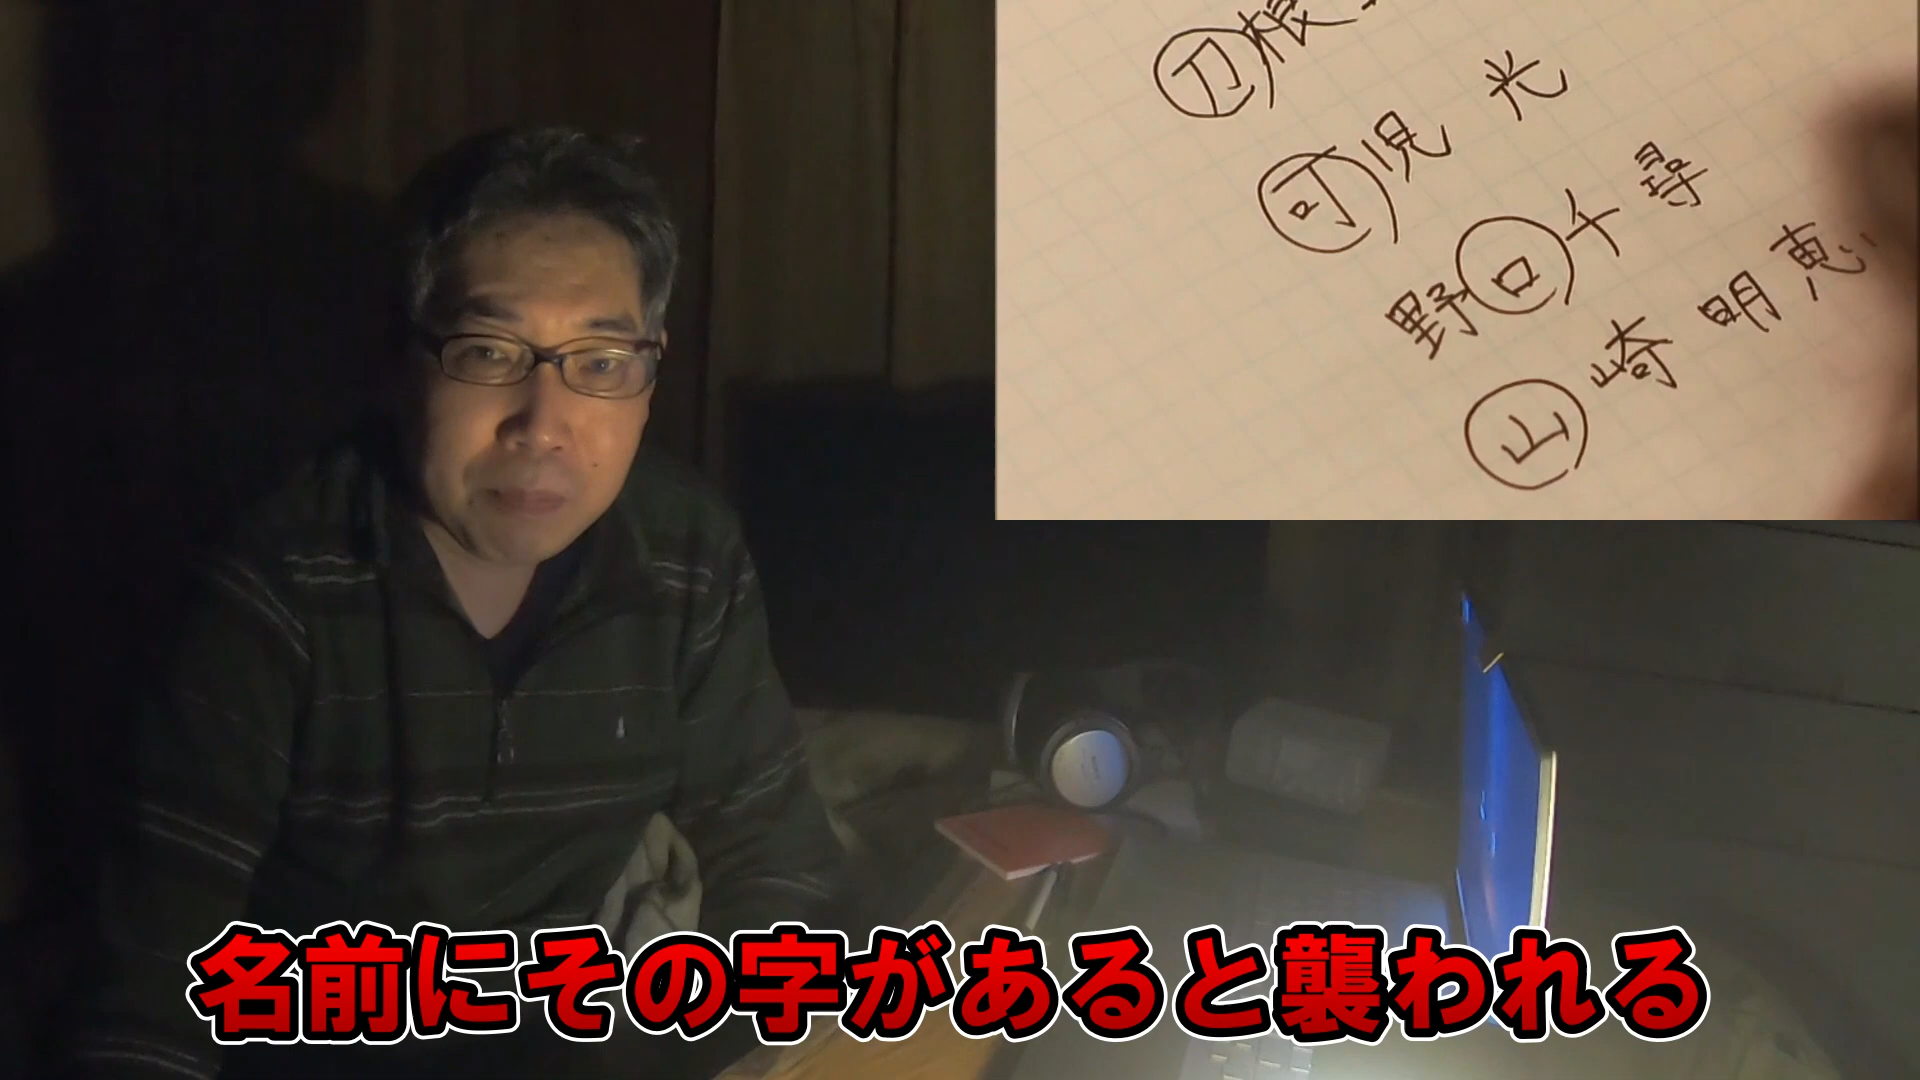 刀根
可児 光
野口千尋
山崎 明恵
名前にその字があると襲われる